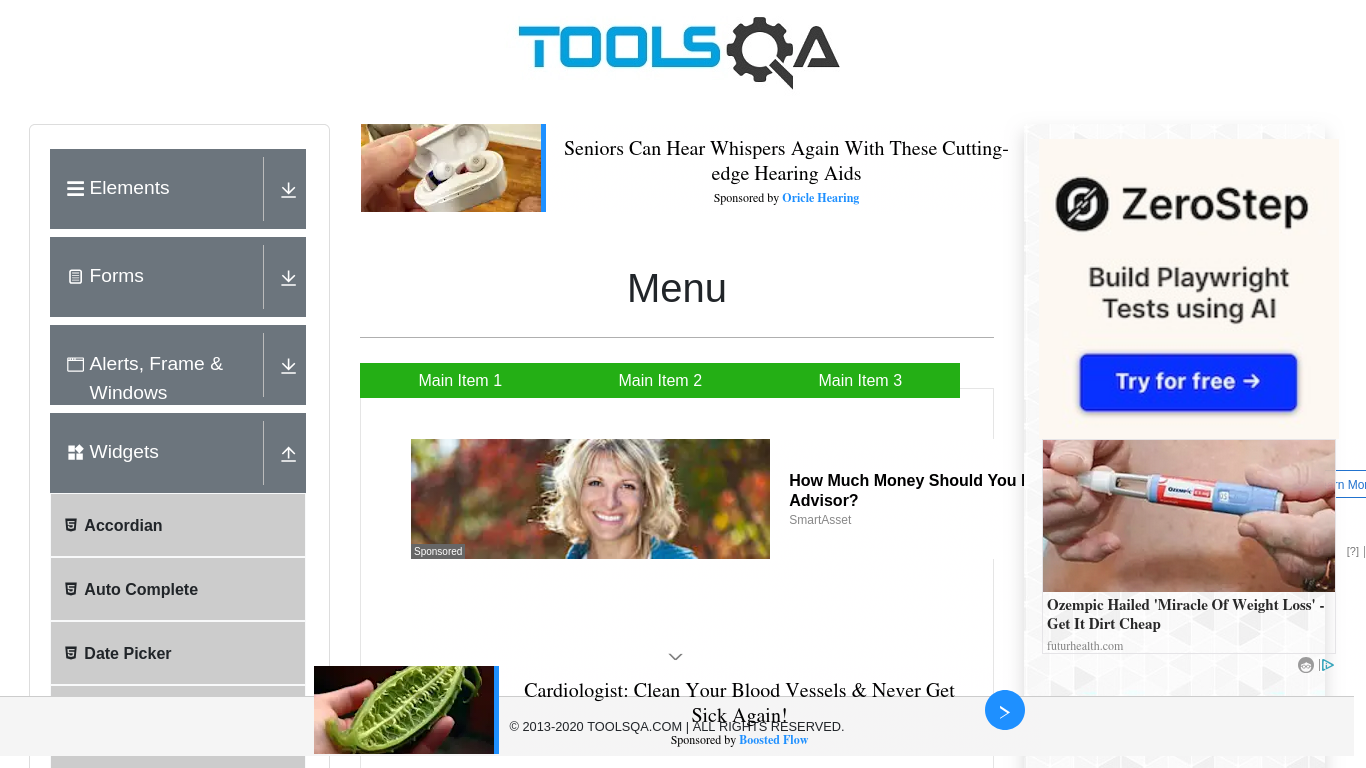 TOOLSQA
Elements
Forms
Alerts, Frame &
Windows
Widgets
Accordian
Auto Complete
Date Picker
Seniors Can Hear Whispers Again With These Cutting-
edge Hearing Aids
Sponsored by Oricle Hearing
Menu
Main Item 1
Main Item 2
Main Item 3
How Much Money Should You
Advisor?
SmartAsset
Sponsored
ZeroStep
Build Playwright
Tests using AI
Try for free →
OZEMPIC
Ozempic Hailed 'Miracle Of Weight Loss' -
Get It Dirt Cheap
futurhealth.com
[?]
Cardiologist: Clean Your Blood Vessels & Never Get
Sick Again!
Sponsored by Boosted Flow
© 2013-2020 TOOLSQA.COM | ALL RIGHTS RESERVED.